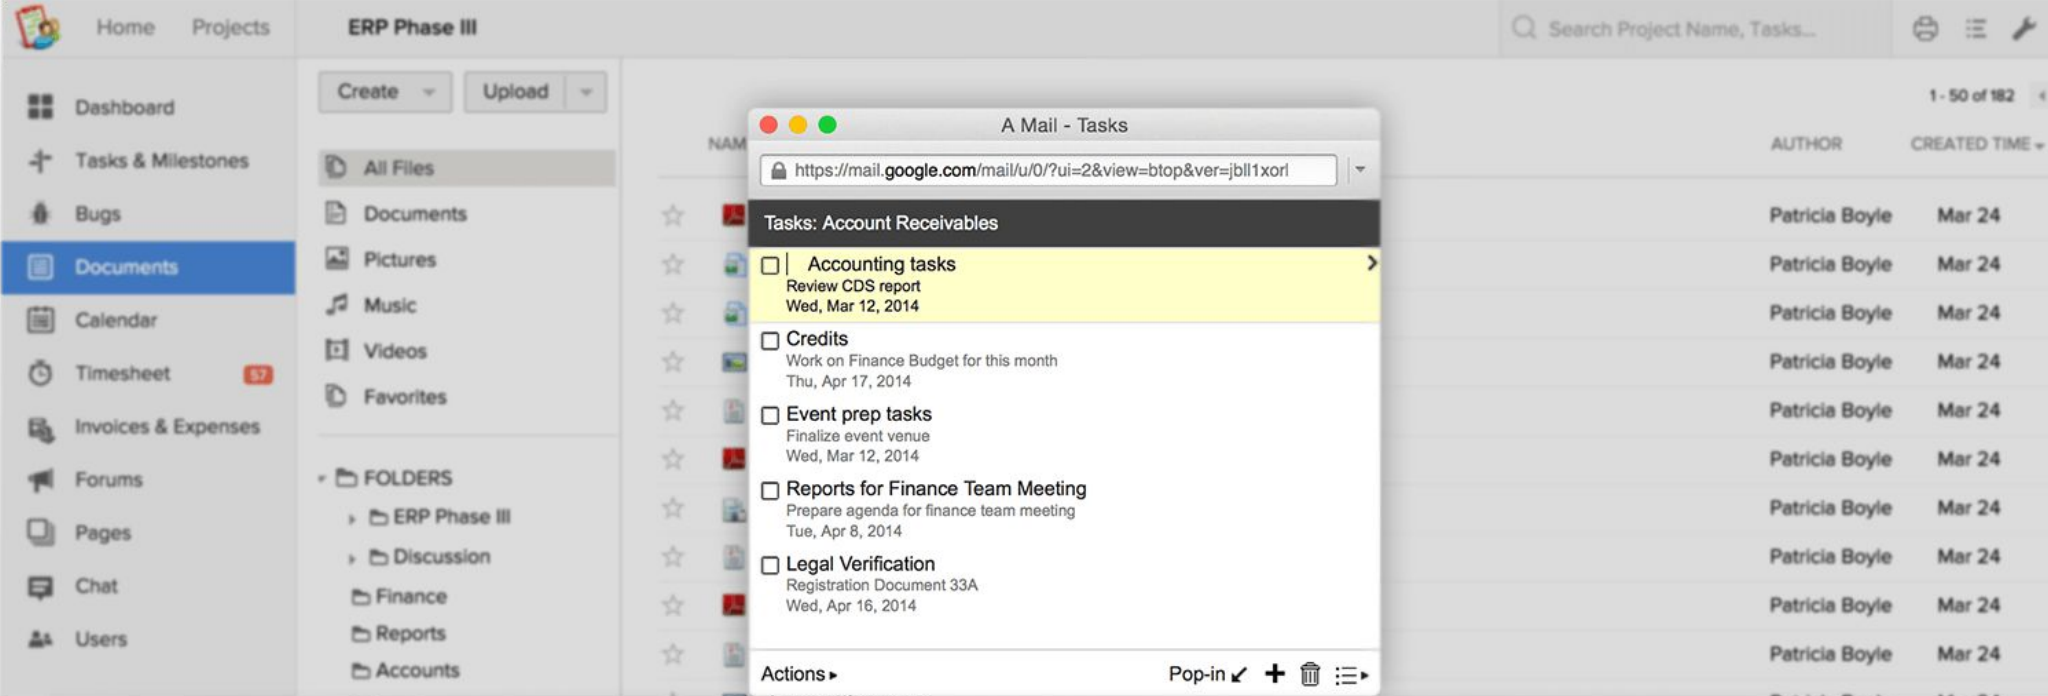 Home Projects ERP Phase III Search Project Name, Tasks...
Dashboard
Tasks & Milestones
Bugs
Documents
Calendar
Timesheet 57
Invoices & Expenses
Forums
Pages
Chat
Users
Create Upload
All Files
Documents
Pictures
Music
Videos
Favorites
FOLDERS
ERP Phase III
Discussion
Finance
Reports
Accounts
1 - 50 of 182
NAM AUTHOR CREATED TIME
Patricia Boyle Mar 24
Patricia Boyle Mar 24
Patricia Boyle Mar 24
Patricia Boyle Mar 24
Patricia Boyle Mar 24
Patricia Boyle Mar 24
Patricia Boyle Mar 24
Patricia Boyle Mar 24
Patricia Boyle Mar 24
Patricia Boyle Mar 24
A Mail - Tasks
https://mail.google.com/mail/u/0/?ui=2&view=btop&ver=jbll1xorl
Tasks: Account Receivables
Accounting tasks
Review CDS report
Wed, Mar 12, 2014
Credits
Work on Finance Budget for this month
Thu, Apr 17, 2014
Event prep tasks
Finalize event venue
Wed, Mar 12, 2014
Reports for Finance Team Meeting
Prepare agenda for finance team meeting
Tue, Apr 8, 2014
Legal Verification
Registration Document 33A
Wed, Apr 16, 2014
Actions Pop-in